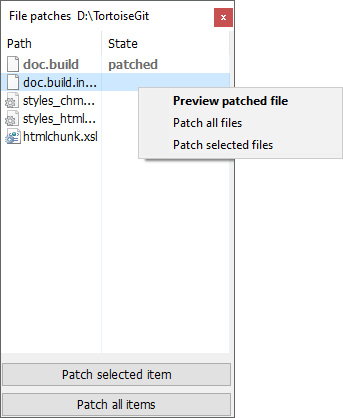 File patches D:\TortoiseGit
Path State
doc.build patched
doc.build.in...
Preview patched file
styles_chm...
Patch all files
styles_html...
Patch selected files
htmlchunk.xsl
Patch selected item
Patch all items